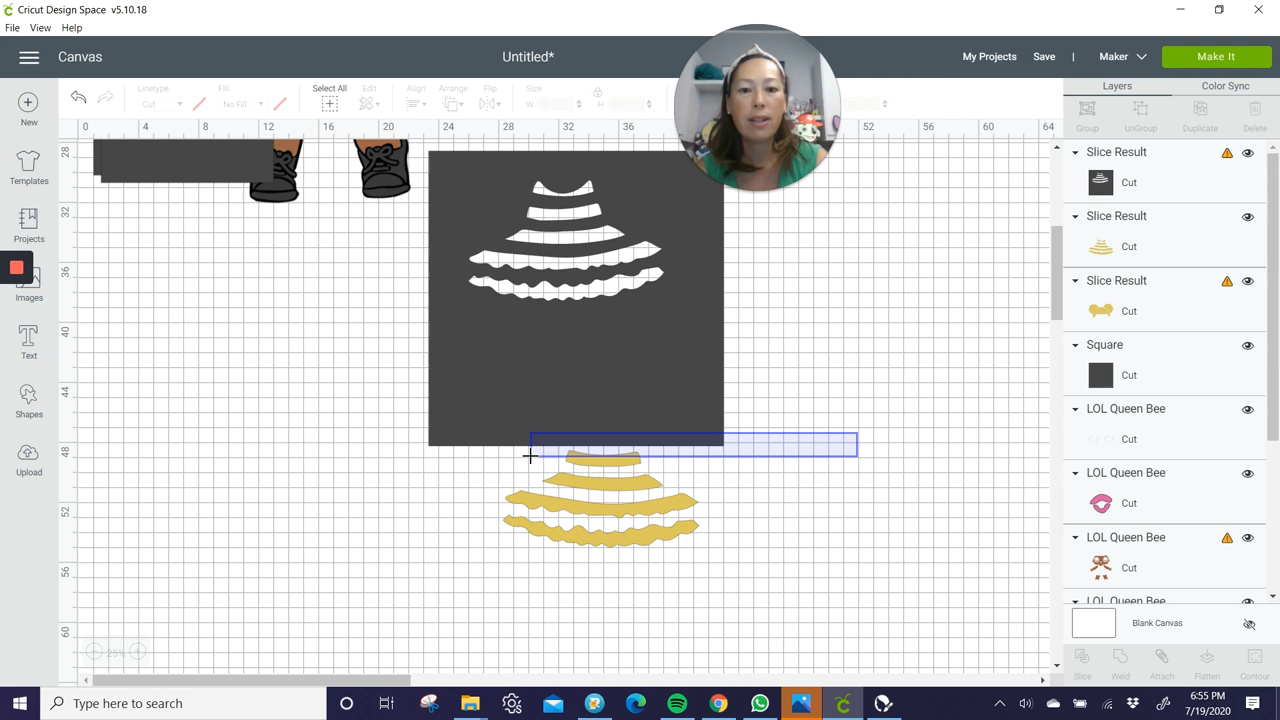 Cricut Design Space v5.10.18
File View Help
Canvas
Untitled*
My Projects Save | Maker Make It
Linetype Fill Select All Edit Align Arrange Flip Size
Cut No Fill W H
Layers Color Sync
Group UnGroup Duplicate Delete
0 4 8 12 16 20 24 28 32 36 52 56 60 64
28
32
36
40
44
48
52
56
60
New
Templates
Projects
Images
Text
Shapes
Upload
Slice Result
Cut
Slice Result
Cut
Slice Result
Cut
Square
Cut
LOL Queen Bee
Cut
LOL Queen Bee
Cut
LOL Queen Bee
Cut
LOL Queen Bee
Blank Canvas
Slice Weld Attach Flatten Contour
25%
Type here to search
6:55 PM
7/19/2020